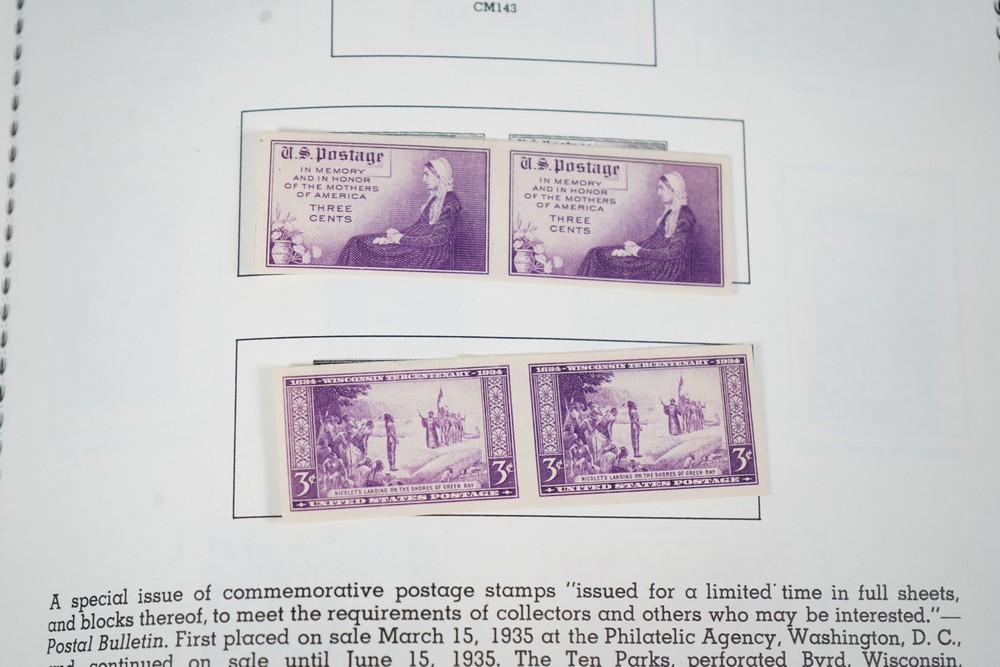 CM143
U.S. Postage
IN MEMORY
AND IN HONOR
OF THE MOTHERS
OF AMERICA
THREE
CENTS
U.S. Postage
IN MEMORY
AND IN HONOR
OF THE MOTHERS
OF AMERICA
THREE
CENTS
1634-WISCONSIN TERCENTENARY-1934
3¢ 3¢
NICOLET'S LANDING ON THE SHORES OF GREEN BAY
UNITED STATES POSTAGE
1634-WISCONSIN TERCENTENARY-1934
3¢ 3¢
NICOLET'S LANDING ON THE SHORES OF GREEN BAY
UNITED STATES POSTAGE
A special issue of commemorative postage stamps "issued for a limited time in full sheets,
and blocks thereof, to meet the requirements of collectors and others who may be interested."—
Postal Bulletin. First placed on sale March 15, 1935 at the Philatelic Agency, Washington, D. C.,
and continued on sale until June 15, 1935. The Ten Parks, perforated Byrd, Wisconsin,